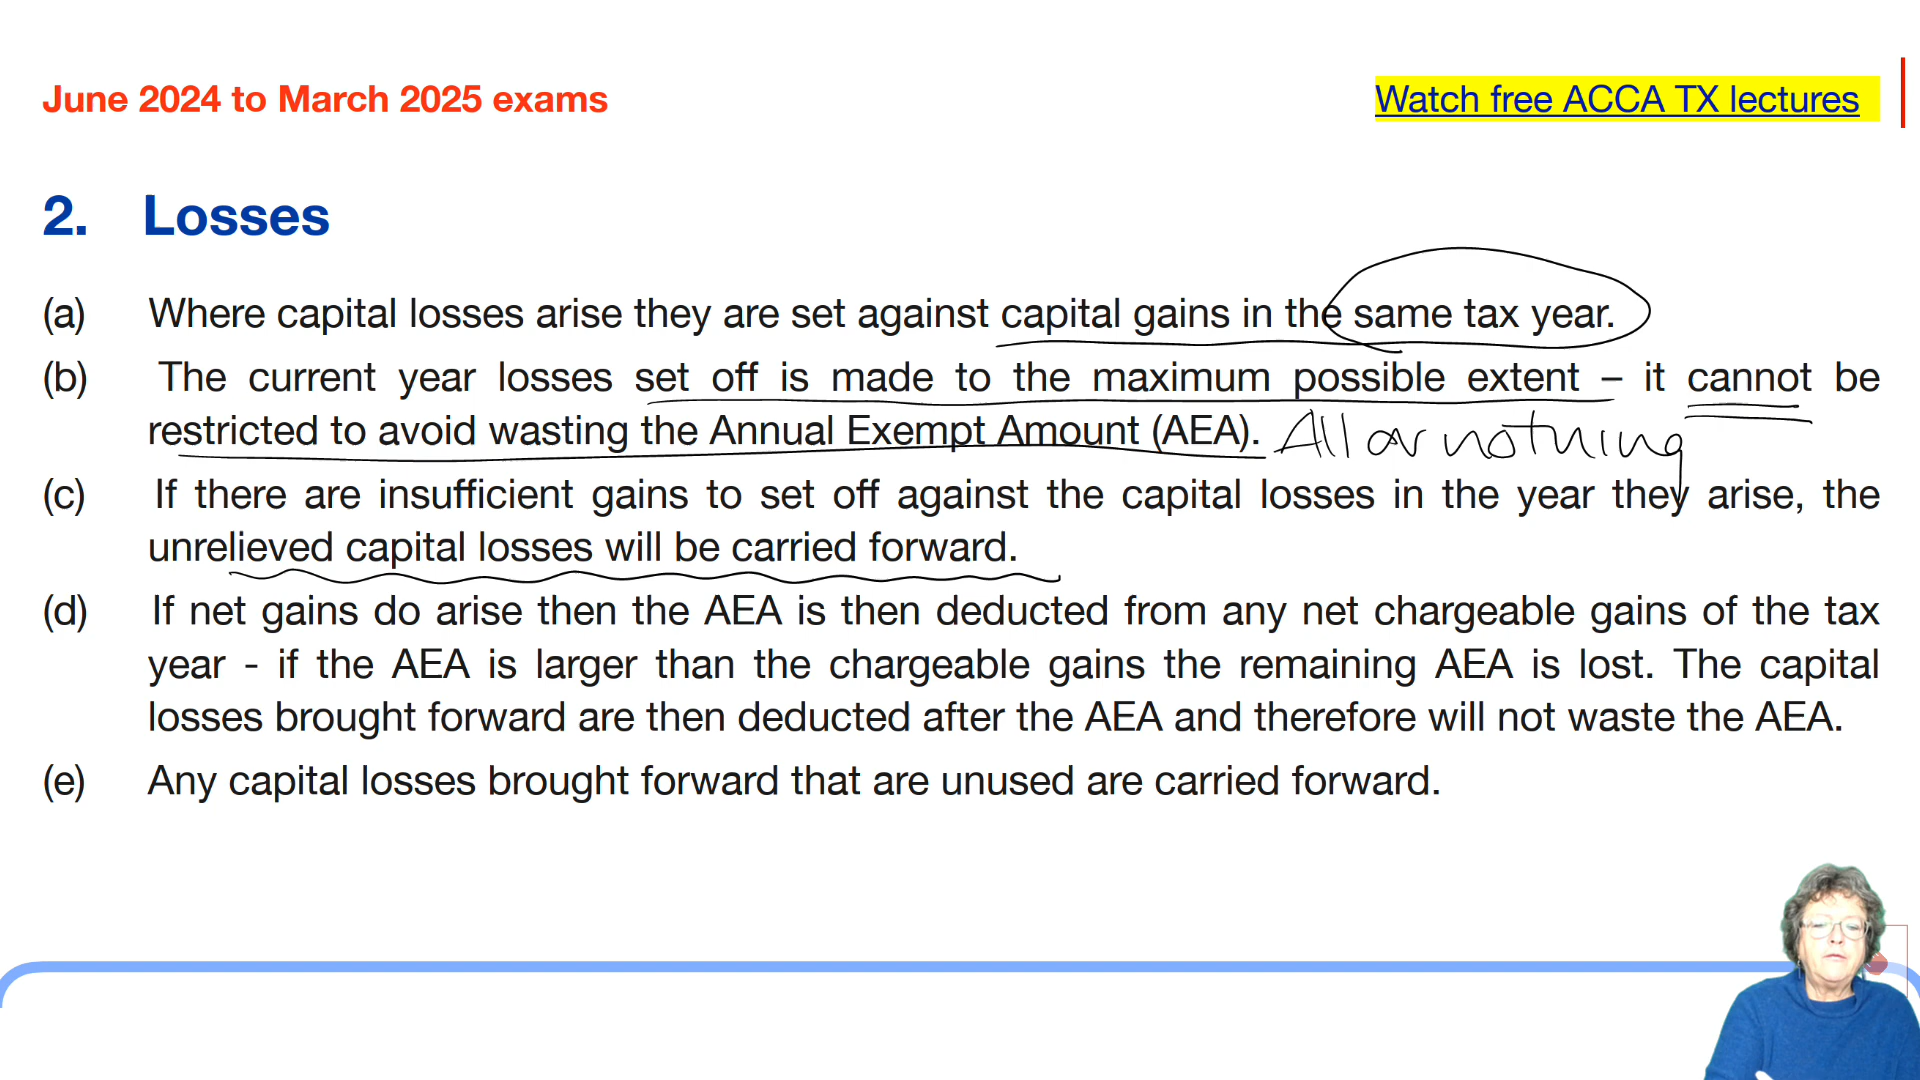 June 2024 to March 2025 exams
Watch free ACCA TX lectures
2. Losses
(a) Where capital losses arise they are set against capital gains in the same tax year.
(b) The current year losses set off is made to the maximum possible extent – it cannot be
restricted to avoid wasting the Annual Exempt Amount (AEA). All or nothing
(c) If there are insufficient gains to set off against the capital losses in the year they arise, the
unrelieved capital losses will be carried forward.
(d) If net gains do arise then the AEA is then deducted from any net chargeable gains of the tax
year - if the AEA is larger than the chargeable gains the remaining AEA is lost. The capital
losses brought forward are then deducted after the AEA and therefore will not waste the AEA.
(e) Any capital losses brought forward that are unused are carried forward.